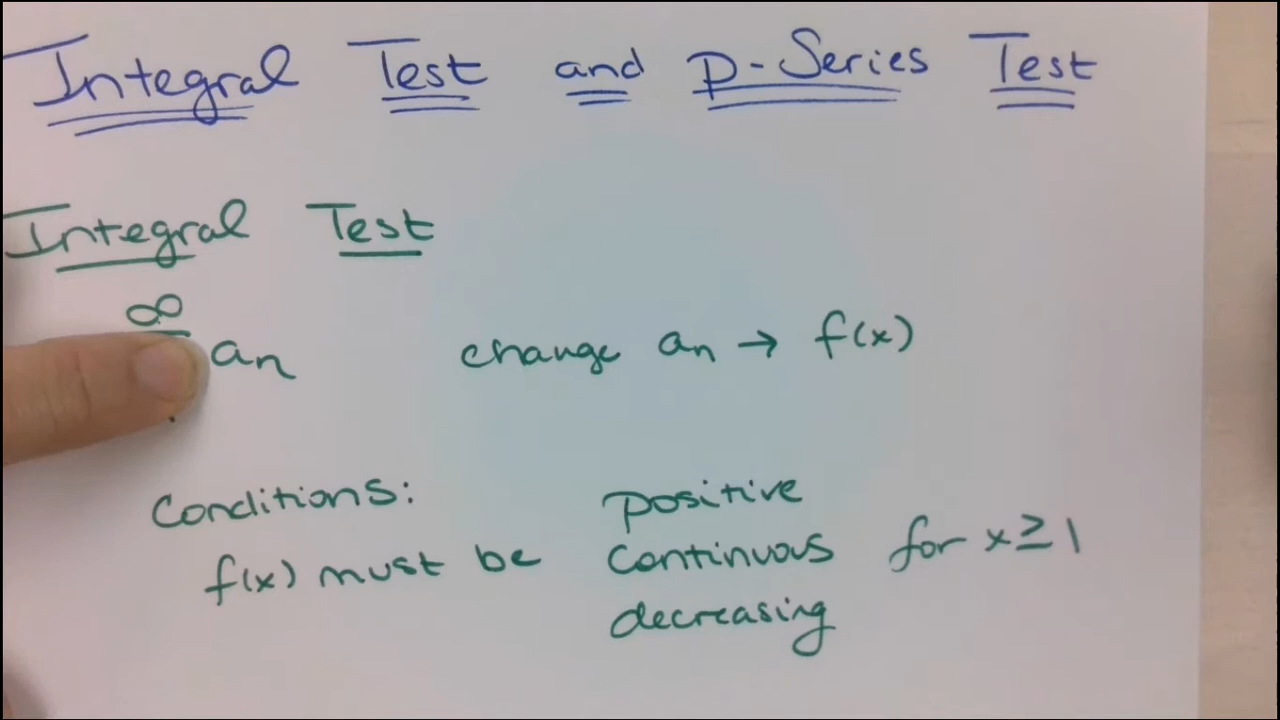 Integral Test and p-Series Test
Integral Test
∞
an change an → f(x)
Conditions: positive
f(x) must be continuous for x ≥ 1
decreasing